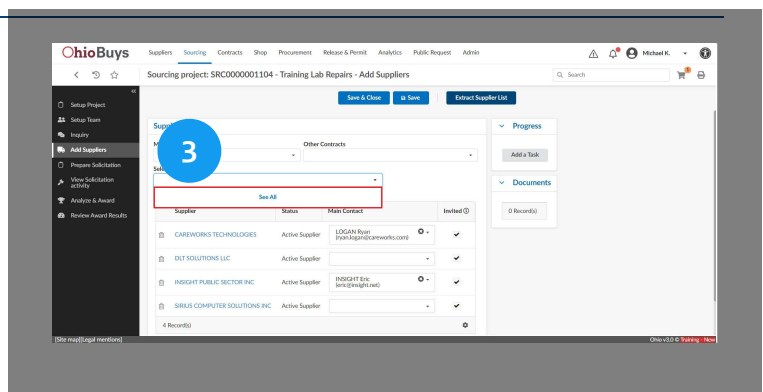 OhioBuys
Suppliers Sourcing Contracts Shop Procurement Release & Permit Analytics Public Request Admin
Michael K.
Sourcing project: SRC0000001104 - Training Lab Repairs - Add Suppliers
Search
1
Save & Close Save Extract Supplier List
Setup Project
Setup Team
Inquiry
Add Suppliers
Prepare Solicitation
View Solicitation
activity
Analyze & Award
Review Award Results
3
Other Contracts
See All
Supplier Status Main Contact Invited
CAREWORKS TECHNOLOGIES Active Supplier LOGAN Ryan
(ryan.logan@careworks.com)
DLT SOLUTIONS LLC Active Supplier
INSIGHT PUBLIC SECTOR INC Active Supplier INSIGHT Eric
(eric@insight.net)
SIRIUS COMPUTER SOLUTIONS INC Active Supplier
4 Record(s)
Progress
Add a Task
Documents
0 Record(s)
[Site map][Legal mentions]
Ohio v3.0 © Training - New